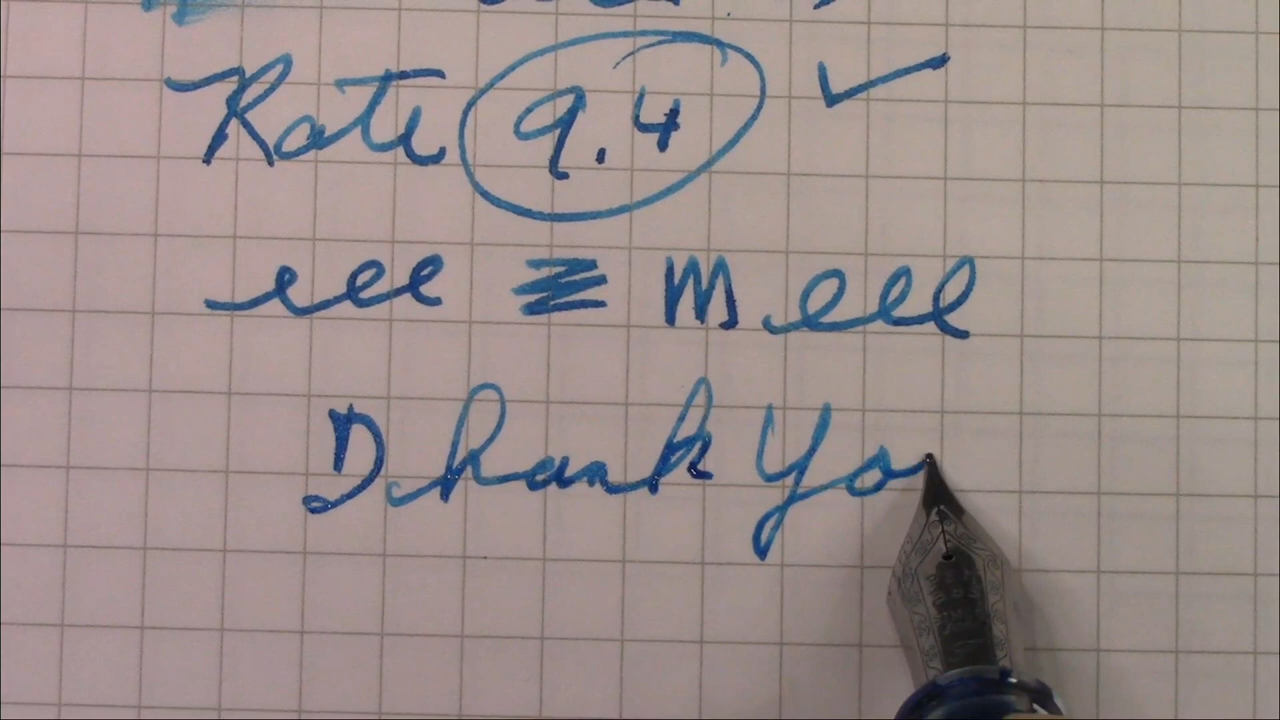 Rate 9.4 ✓
eee M eee
Thank Yo